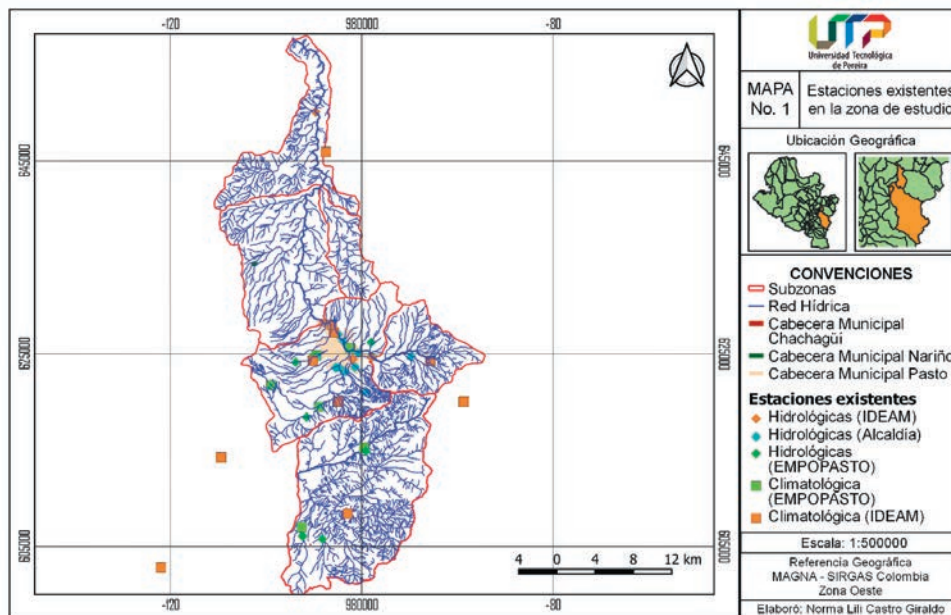 -120
980000
-80
UTP
Universidad Tecnológica
de Pereira
MAPA
No. 1
Estaciones existentes
en la zona de estudio
Ubicación Geográfica
645000
645000
625000
625000
605000
605000
CONVENCIONES
Subzonas
Red Hídrica
Cabecera Municipal
Chachagüi
Cabecera Municipal Nariño
Cabecera Municipal Pasto
Estaciones existentes
Hidrológicas (IDEAM)
Hidrológicas (Alcaldía)
Hidrológicas
(EMPOPASTO)
Climatológica
(EMPOPASTO)
Climatológica (IDEAM)
Escala: 1:500000
Referencia Geográfica
MAGNA - SIRGAS Colombia
Zona Oeste
Elaboró: Norma Lili Castro Giraldo
4 0 4 8 12 km
-120
980000
-80